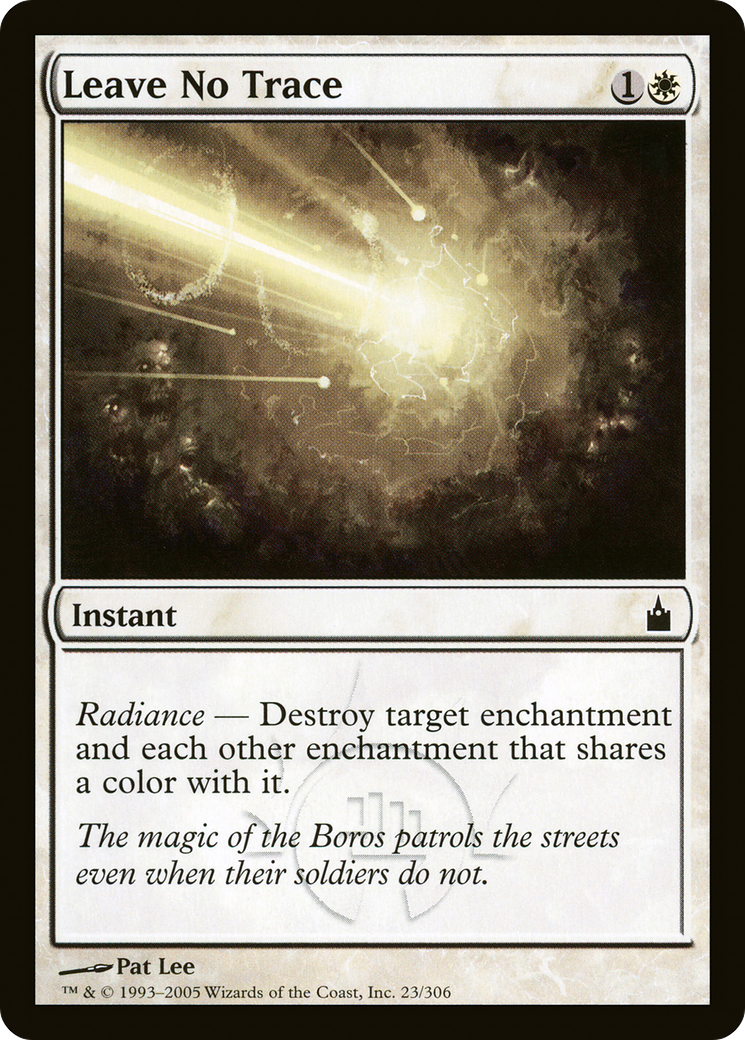 Leave No Trace 1
Instant
Radiance — Destroy target enchantment
and each other enchantment that shares
a color with it.
The magic of the Boros patrols the streets
even when their soldiers do not.
Pat Lee
™ & © 1993–2005 Wizards of the Coast, Inc. 23/306